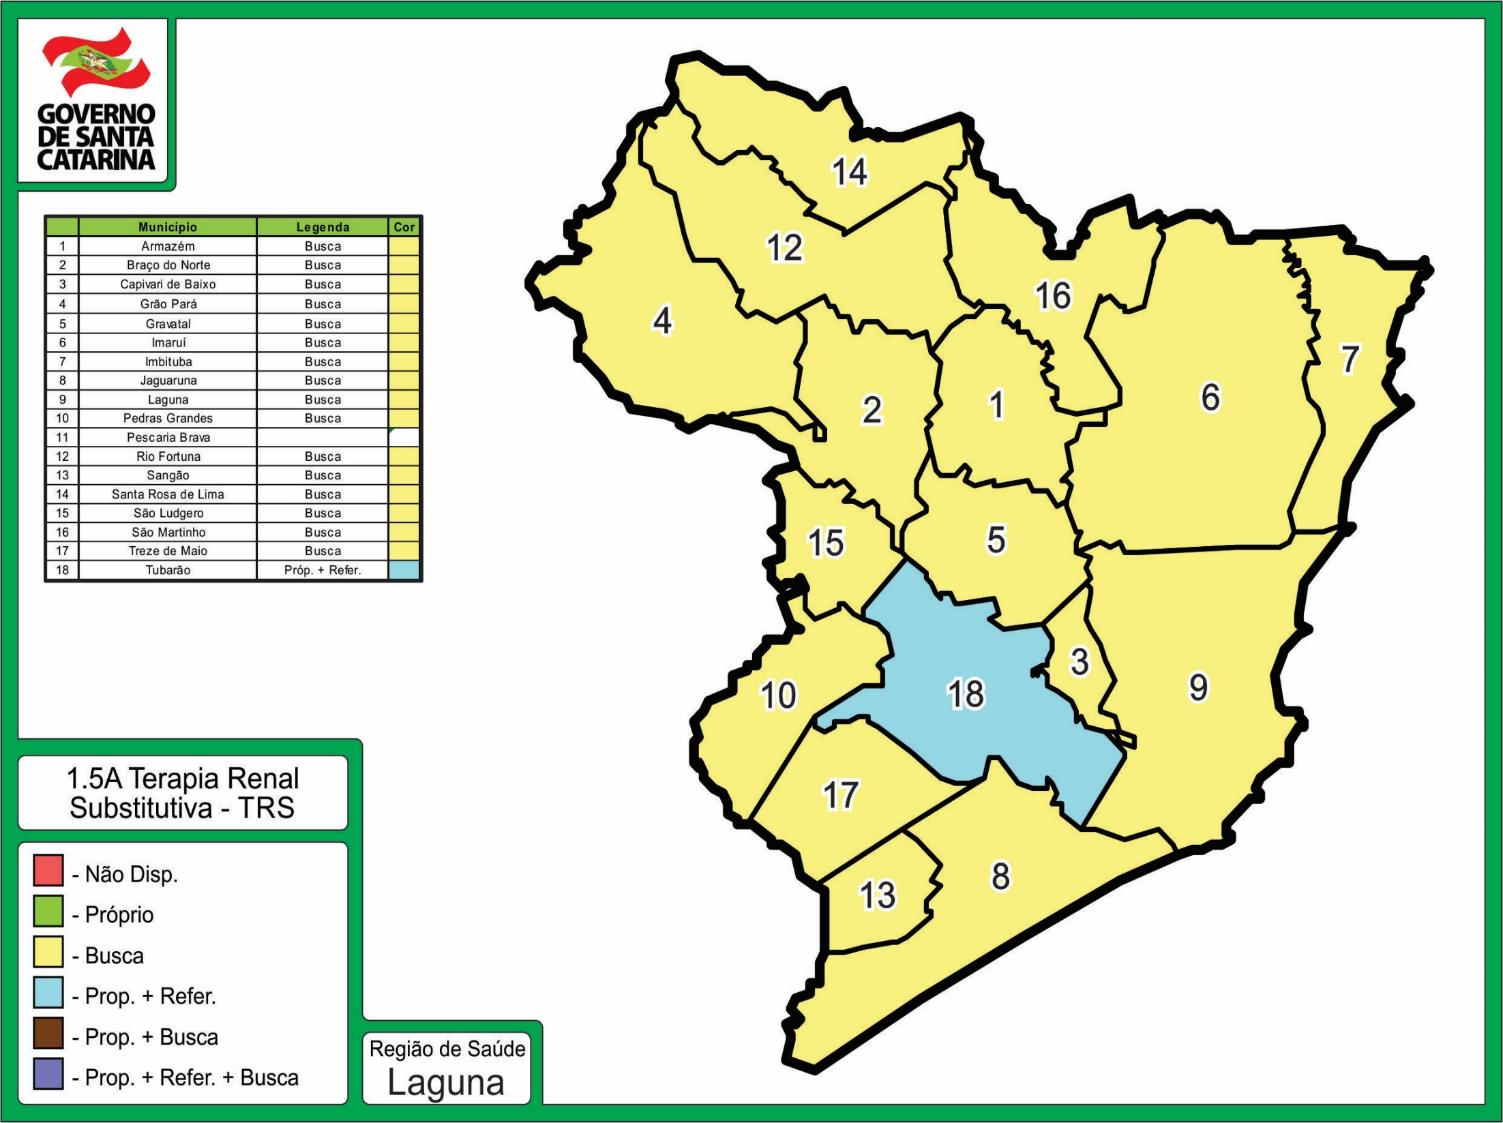 GOVERNO
DE SANTA
CATARINA
Município Legenda Cor
1 Armazém Busca
2 Braço do Norte Busca
3 Capivari de Baixo Busca
4 Grão Pará Busca
5 Gravatal Busca
6 Imaruí Busca
7 Imbituba Busca
8 Jaguaruna Busca
9 Laguna Busca
10 Pedras Grandes Busca
11 Pescaria Brava
12 Rio Fortuna Busca
13 Sangão Busca
14 Santa Rosa de Lima Busca
15 São Ludgero Busca
16 São Martinho Busca
17 Treze de Maio Busca
18 Tubarão Próp. + Refer.
14
12
16
4
7
6
2
1
15
5
3
10
18
9
17
13
8
1.5A Terapia Renal
Substitutiva - TRS
- Não Disp.
- Próprio
- Busca
- Prop. + Refer.
- Prop. + Busca
- Prop. + Refer. + Busca
Região de Saúde
Laguna